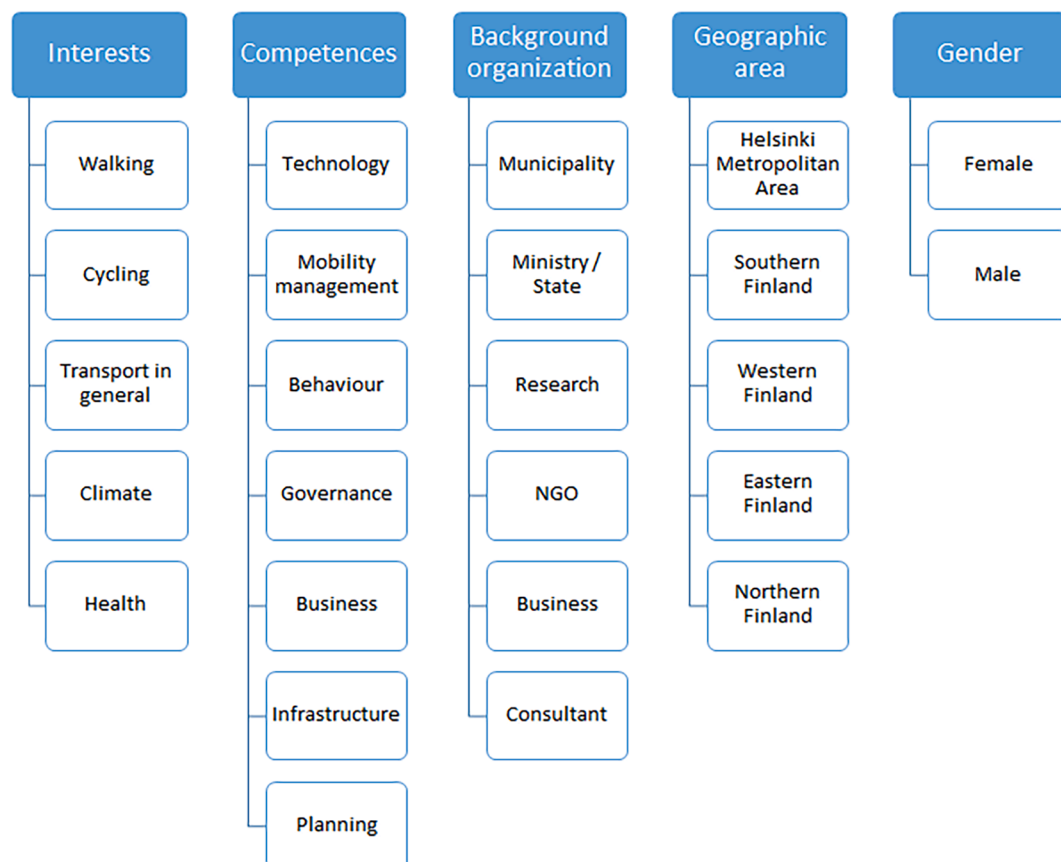 Interests
Walking
Cycling
Transport in
general
Climate
Health
Competences
Technology
Mobility
management
Behaviour
Governance
Business
Infrastructure
Planning
Background
organization
Municipality
Ministry /
State
Research
NGO
Business
Consultant
Geographic
area
Helsinki
Metropolitan
Area
Southern
Finland
Western
Finland
Eastern
Finland
Northern
Finland
Gender
Female
Male